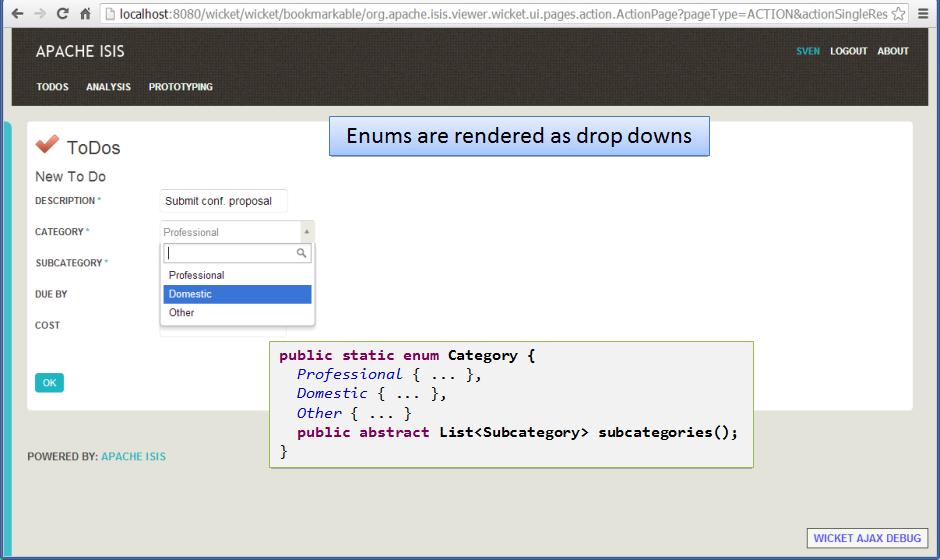 localhost:8080/wicket/wicket/bookmarkable/org.apache.isis.viewer.wicket.ui.pages.action.ActionPage?pageType=ACTION&actionSingleRes
APACHE ISIS
SVEN LOGOUT ABOUT
TODOS ANALYSIS PROTOTYPING
Enums are rendered as drop downs
ToDos
New To Do
DESCRIPTION * Submit conf. proposal
CATEGORY * Professional
SUBCATEGORY *
Professional
DUE BY Domestic
Other
COST
public static enum Category {
Professional { ... },
Domestic { ... },
Other { ... }
public abstract List<Subcategory> subcategories();
}
OK
POWERED BY: APACHE ISIS
WICKET AJAX DEBUG